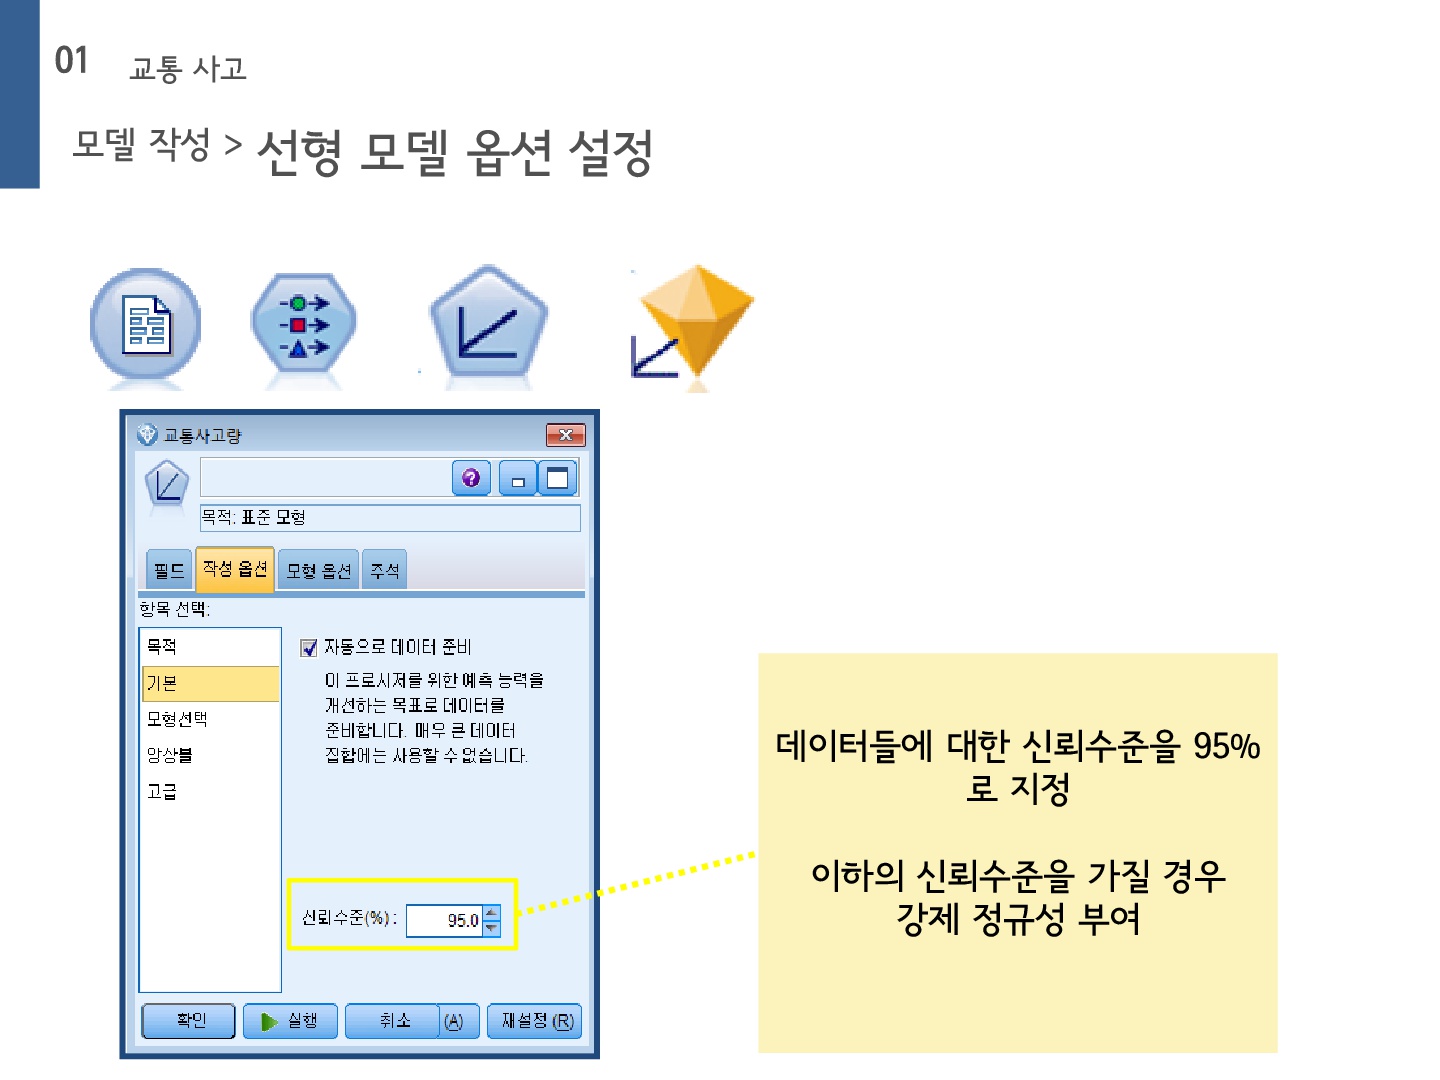 01 교통 사고
모델 작성 > 선형 모델 옵션 설정
교통사고량
목적: 표준 모형
필드 작성 옵션 모형 옵션 주석
항목 선택:
목적
기본
모형선택
앙상블
고급
자동으로 데이터 준비
이 프로시저를 위한 예측 능력을
개선하는 목표로 데이터를
준비합니다. 매우 큰 데이터
집합에는 사용할 수 없습니다.
신뢰수준(%) : 95.0
확인 실행 취소 (A) 재설정 (R)
데이터들에 대한 신뢰수준을 95%
로 지정
이하의 신뢰수준을 가질 경우
강제 정규성 부여